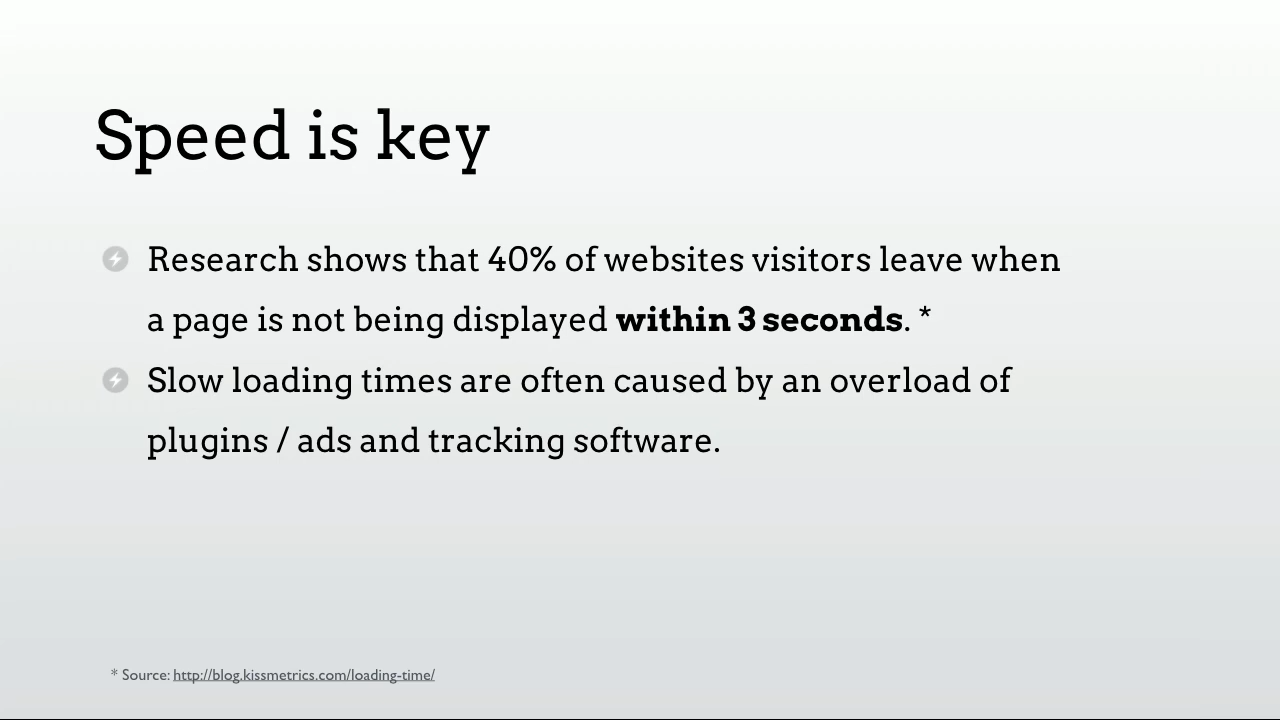 Speed is key
Research shows that 40% of websites visitors leave when
a page is not being displayed within 3 seconds. *
Slow loading times are often caused by an overload of
plugins / ads and tracking software.
* Source: http://blog.kissmetrics.com/loading-time/